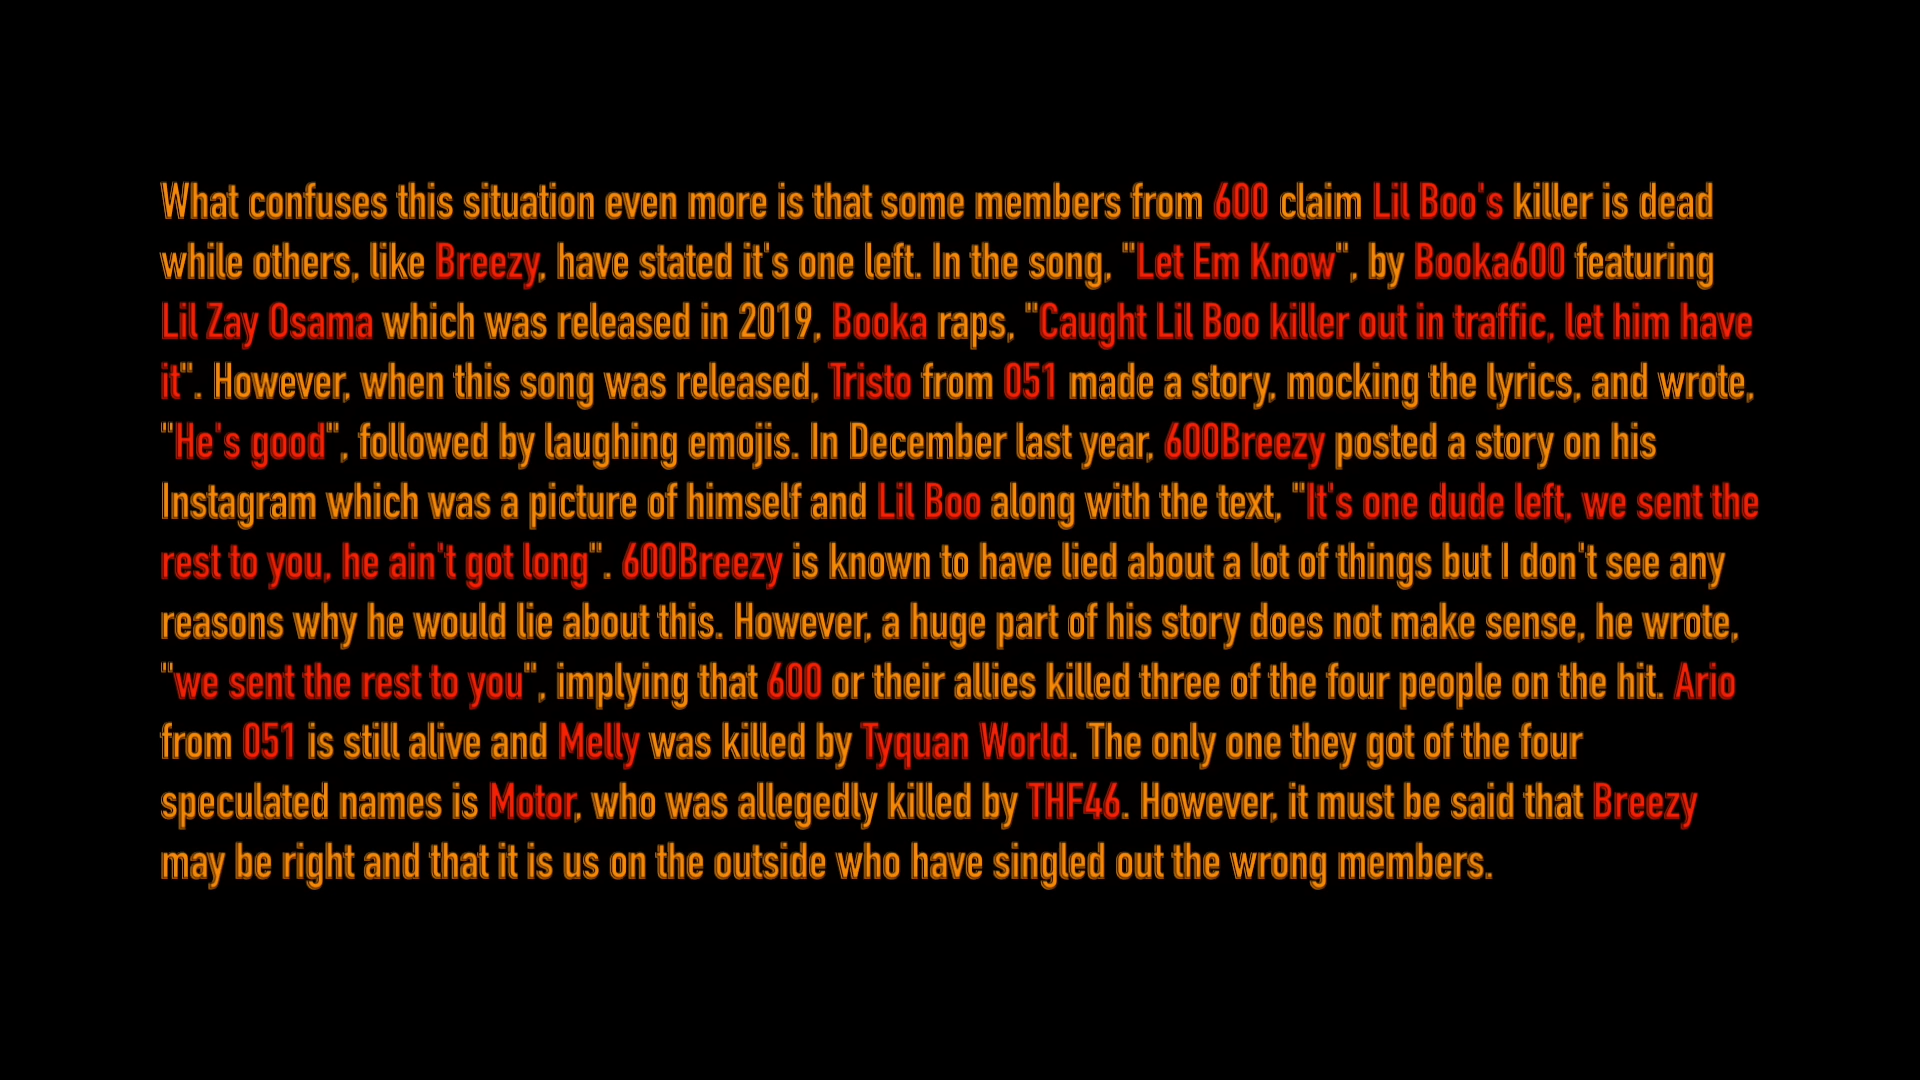 What confuses this situation even more is that some members from 600 claim Lil Boo's killer is dead
while others, like Breezy, have stated it's one left. In the song, "Let Em Know", by Booka600 featuring
Lil Zay Osama which was released in 2019, Booka raps, "Caught Lil Boo killer out in traffic, let him have
it". However, when this song was released, Tristo from 051 made a story, mocking the lyrics, and wrote,
"He's good", followed by laughing emojis. In December last year, 600Breezy posted a story on his
Instagram which was a picture of himself and Lil Boo along with the text, "It's one dude left, we sent the
rest to you, he ain't got long". 600Breezy is known to have lied about a lot of things but I don't see any
reasons why he would lie about this. However, a huge part of his story does not make sense, he wrote,
"we sent the rest to you", implying that 600 or their allies killed three of the four people on the hit. Ario
from 051 is still alive and Melly was killed by Tyquan World. The only one they got of the four
speculated names is Motor, who was allegedly killed by THF46. However, it must be said that Breezy
may be right and that it is us on the outside who have singled out the wrong members.